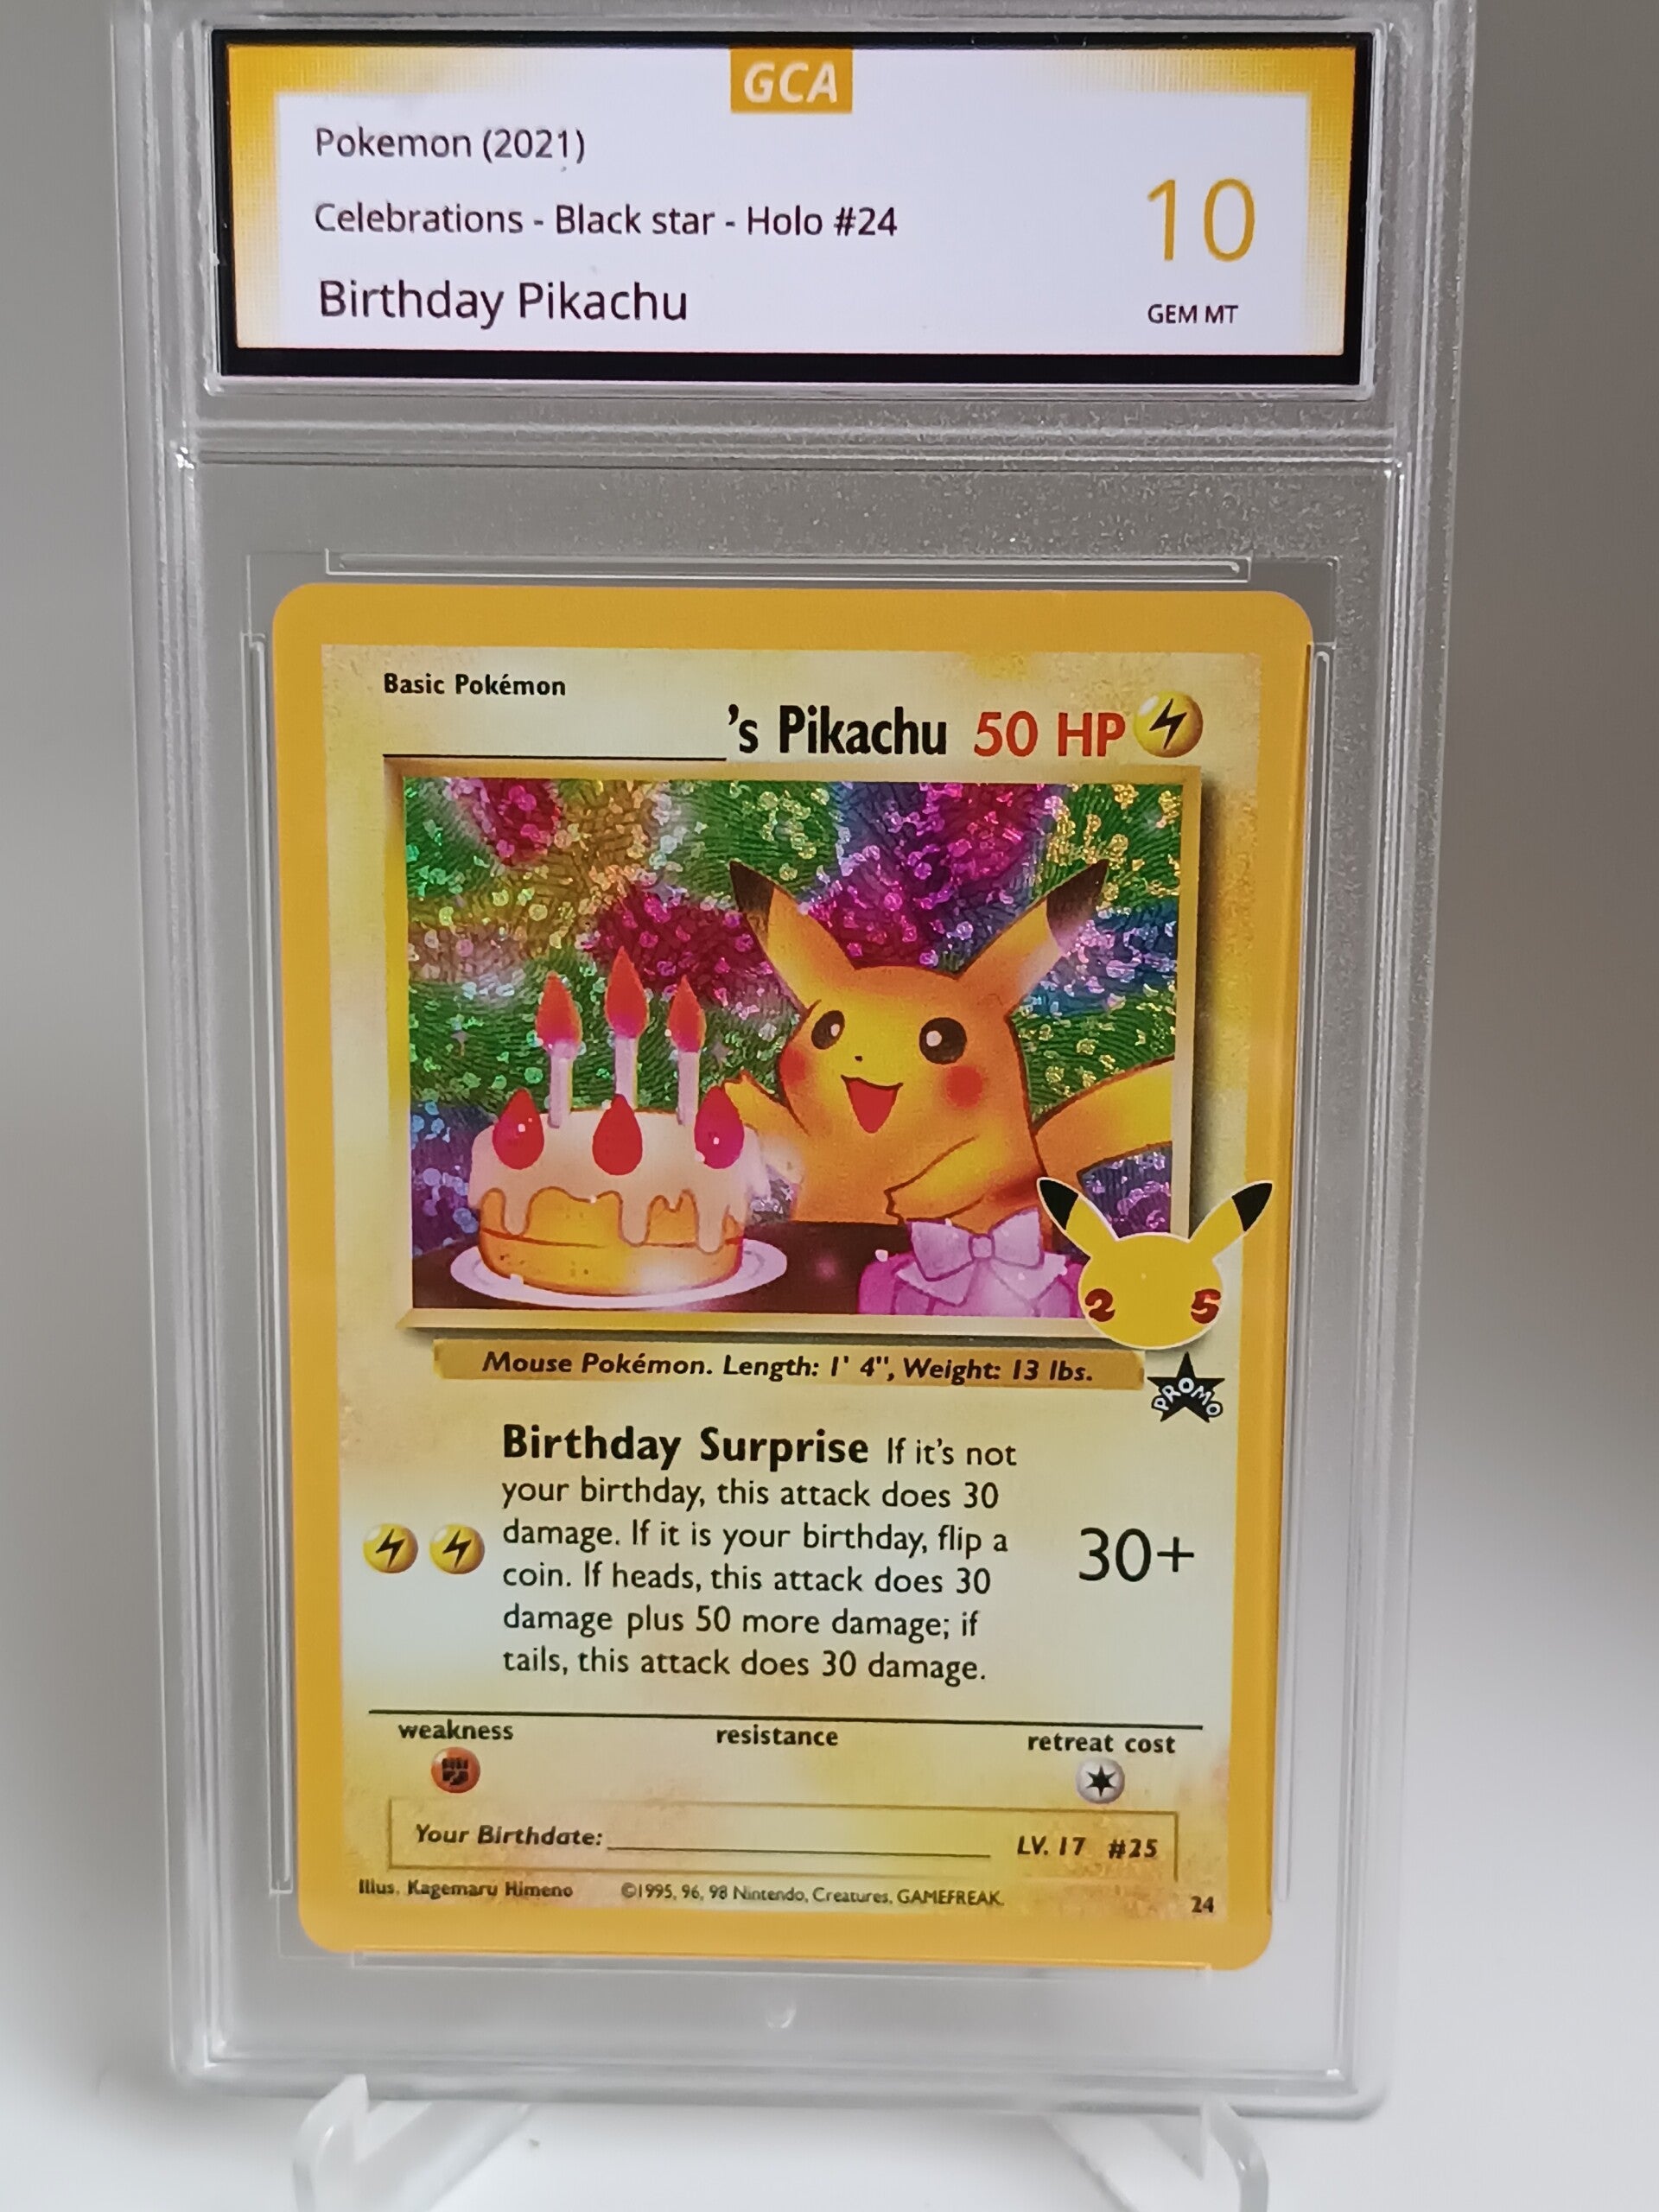 GCA
Pokemon (2021)
Celebrations - Black star - Holo #24
10
Birthday Pikachu
GEM MT
Basic Pokémon
____________'s Pikachu 50 HP
2 5
Mouse Pokémon. Length: 1' 4", Weight: 13 lbs.
PROMO
Birthday Surprise If it's not
your birthday, this attack does 30
damage. If it is your birthday, flip a
coin. If heads, this attack does 30
damage plus 50 more damage; if
tails, this attack does 30 damage.
30+
weakness resistance retreat cost
Your Birthdate:____________ LV. 17 #25
Illus. Kagemaru Himeno ©1995, 96, 98 Nintendo, Creatures, GAMEFREAK.
24